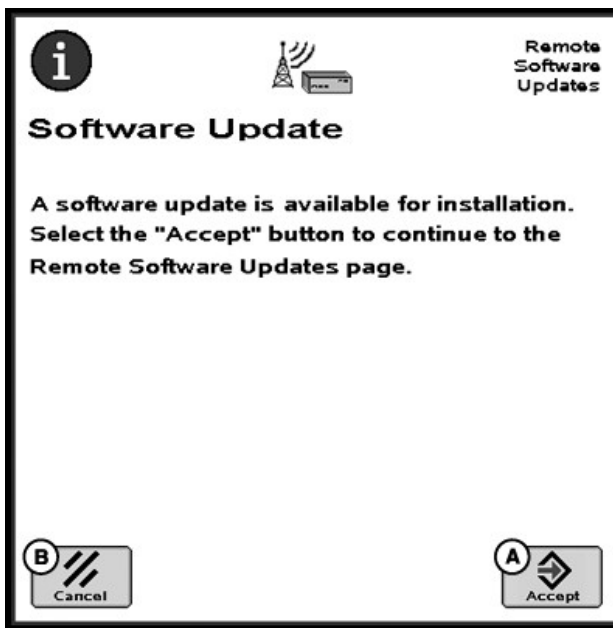 i
Remote
Software
Updates
Software Update
A software update is available for installation.
Select the "Accept" button to continue to the
Remote Software Updates page.
B
Cancel
A
Accept